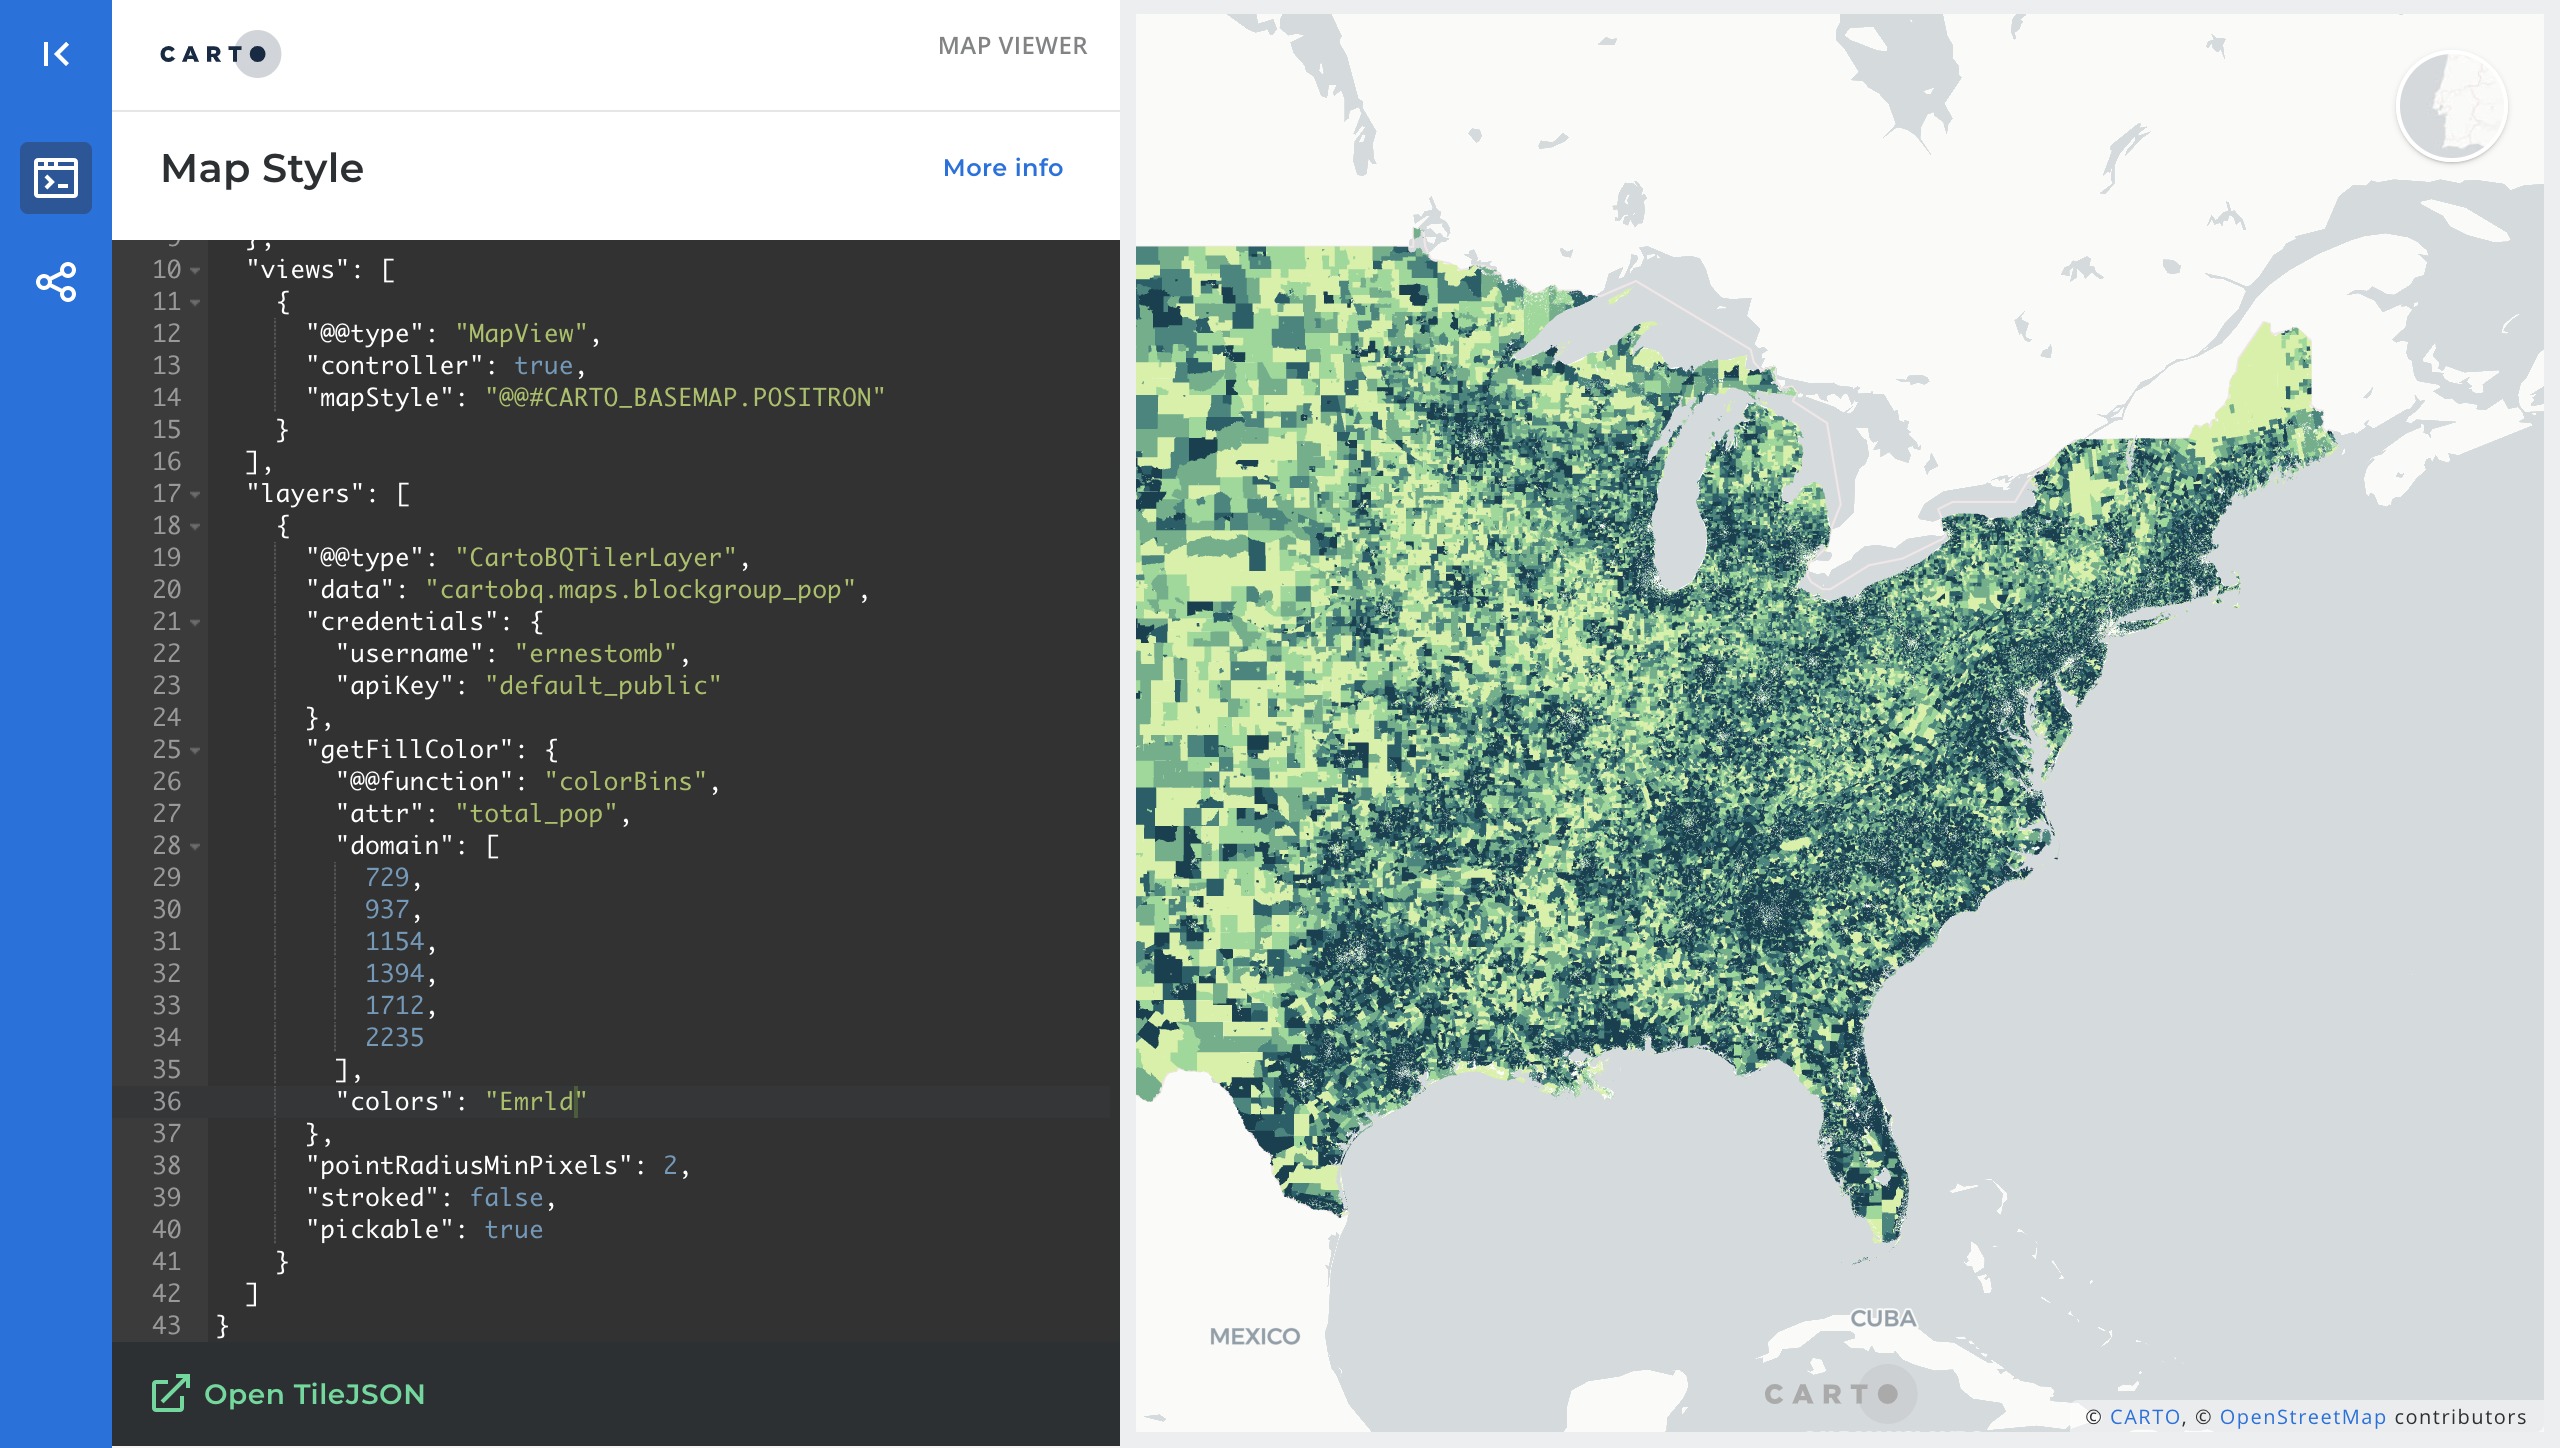 CARTO
MAP VIEWER
Map Style
More info
10 "views": [
11 {
12 "@@type": "MapView",
13 "controller": true,
14 "mapStyle": "@@#CARTO_BASEMAP.POSITRON"
15 }
16 ],
17 "layers": [
18 {
19 "@@type": "CartoBQTilerLayer",
20 "data": "cartobq.maps.blockgroup_pop",
21 "credentials": {
22 "username": "ernestomb",
23 "apiKey": "default_public"
24 },
25 "getFillColor": {
26 "@@function": "colorBins",
27 "attr": "total_pop",
28 "domain": [
29 729,
30 937,
31 1154,
32 1394,
33 1712,
34 2235
35 ],
36 "colors": "Emrld"
37 },
38 "pointRadiusMinPixels": 2,
39 "stroked": false,
40 "pickable": true
41 }
42 ]
43 }
Open TileJSON
MEXICO
CUBA
CARTO
© CARTO, © OpenStreetMap contributors